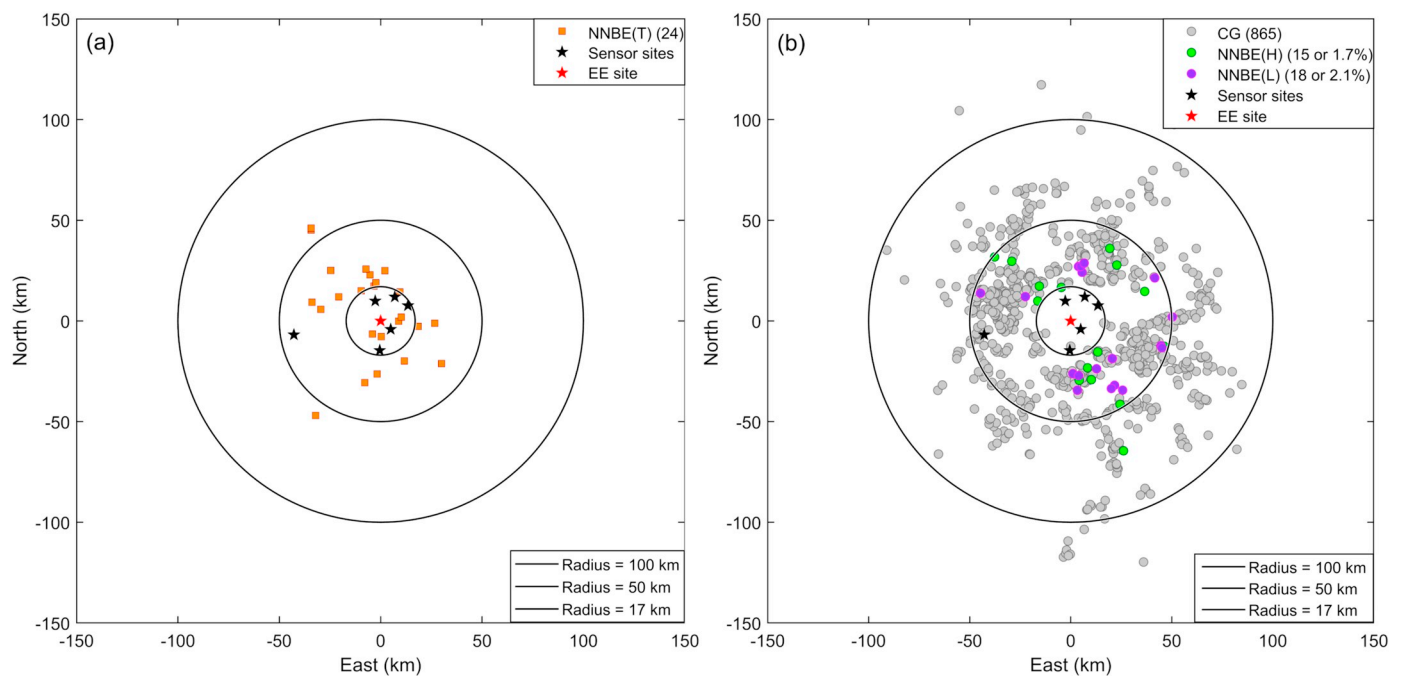 (a)
NNBE(T) (24)
Sensor sites
EE site
150
100
50
0
-50
-100
-150
North (km)
Radius = 100 km
Radius = 50 km
Radius = 17 km
-150
-100
-50
0
50
100
150
East (km)
(b)
CG (865)
NNBE(H) (15 or 1.7%)
NNBE(L) (18 or 2.1%)
Sensor sites
EE site
150
100
50
0
-50
-100
-150
North (km)
Radius = 100 km
Radius = 50 km
Radius = 17 km
-150
-100
-50
0
50
100
150
East (km)